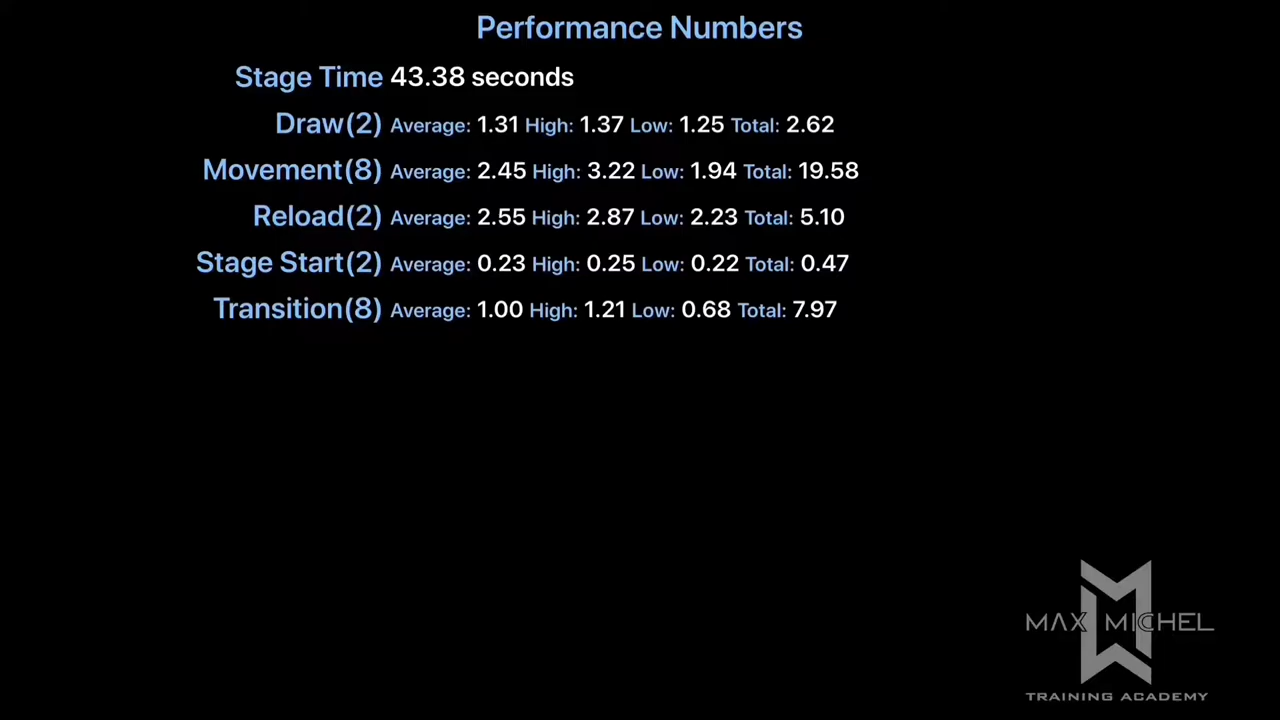 Performance Numbers
Stage Time 43.38 seconds
Draw(2) Average: 1.31 High: 1.37 Low: 1.25 Total: 2.62
Movement(8) Average: 2.45 High: 3.22 Low: 1.94 Total: 19.58
Reload(2) Average: 2.55 High: 2.87 Low: 2.23 Total: 5.10
Stage Start(2) Average: 0.23 High: 0.25 Low: 0.22 Total: 0.47
Transition(8) Average: 1.00 High: 1.21 Low: 0.68 Total: 7.97
MAX MICHEL
TRAINING ACADEMY